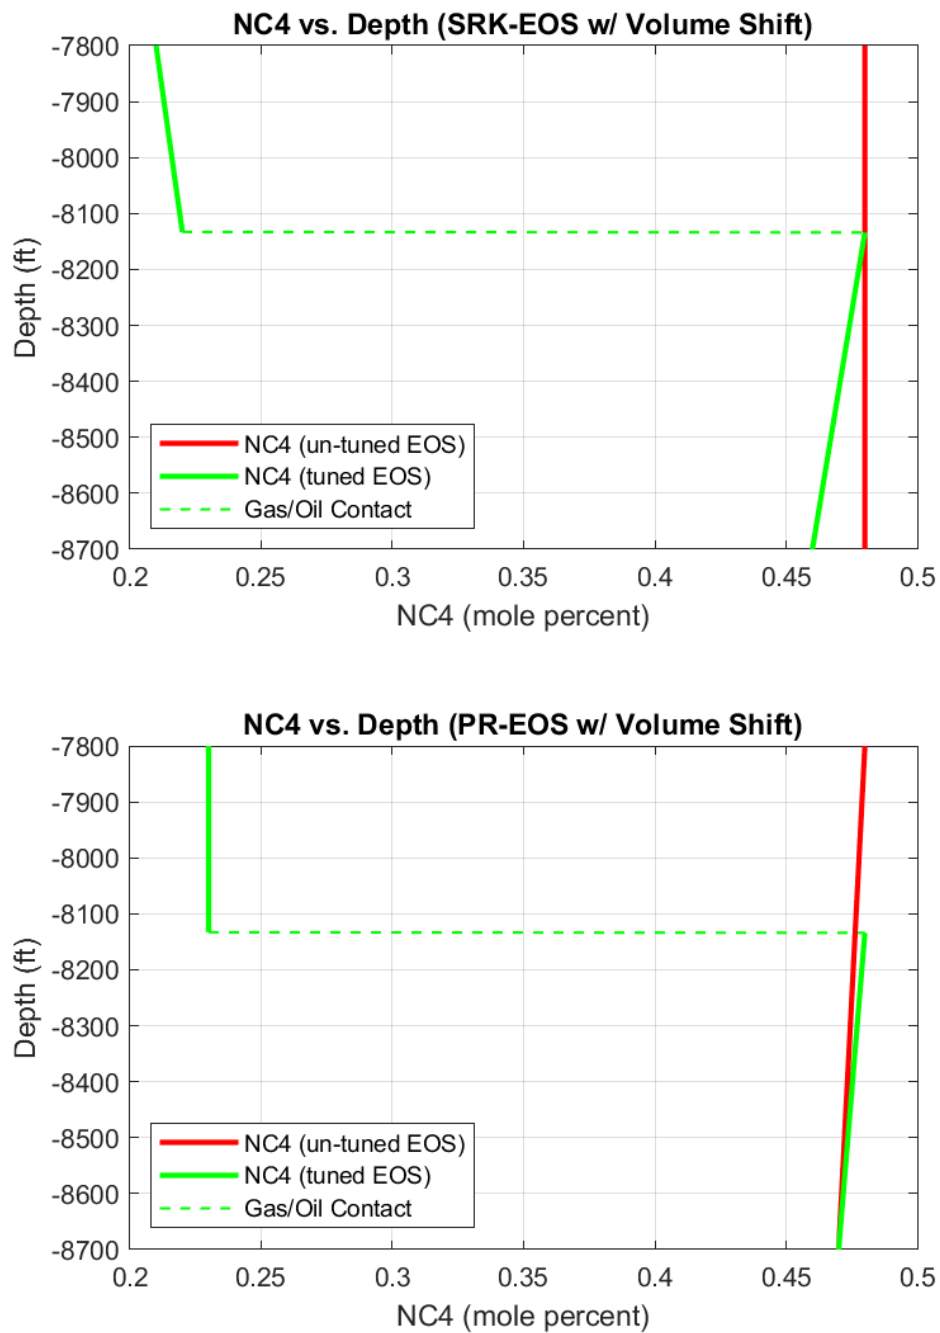 NC4 vs. Depth (SRK-EOS w/ Volume Shift)
-7800
-7900
-8000
-8100
-8200
-8300
-8400
-8500
-8600
-8700
Depth (ft)
NC4 (un-tuned EOS)
NC4 (tuned EOS)
Gas/Oil Contact
0.2 0.25 0.3 0.35 0.4 0.45 0.5
NC4 (mole percent)
NC4 vs. Depth (PR-EOS w/ Volume Shift)
-7800
-7900
-8000
-8100
-8200
-8300
-8400
-8500
-8600
-8700
Depth (ft)
NC4 (un-tuned EOS)
NC4 (tuned EOS)
Gas/Oil Contact
0.2 0.25 0.3 0.35 0.4 0.45 0.5
NC4 (mole percent)